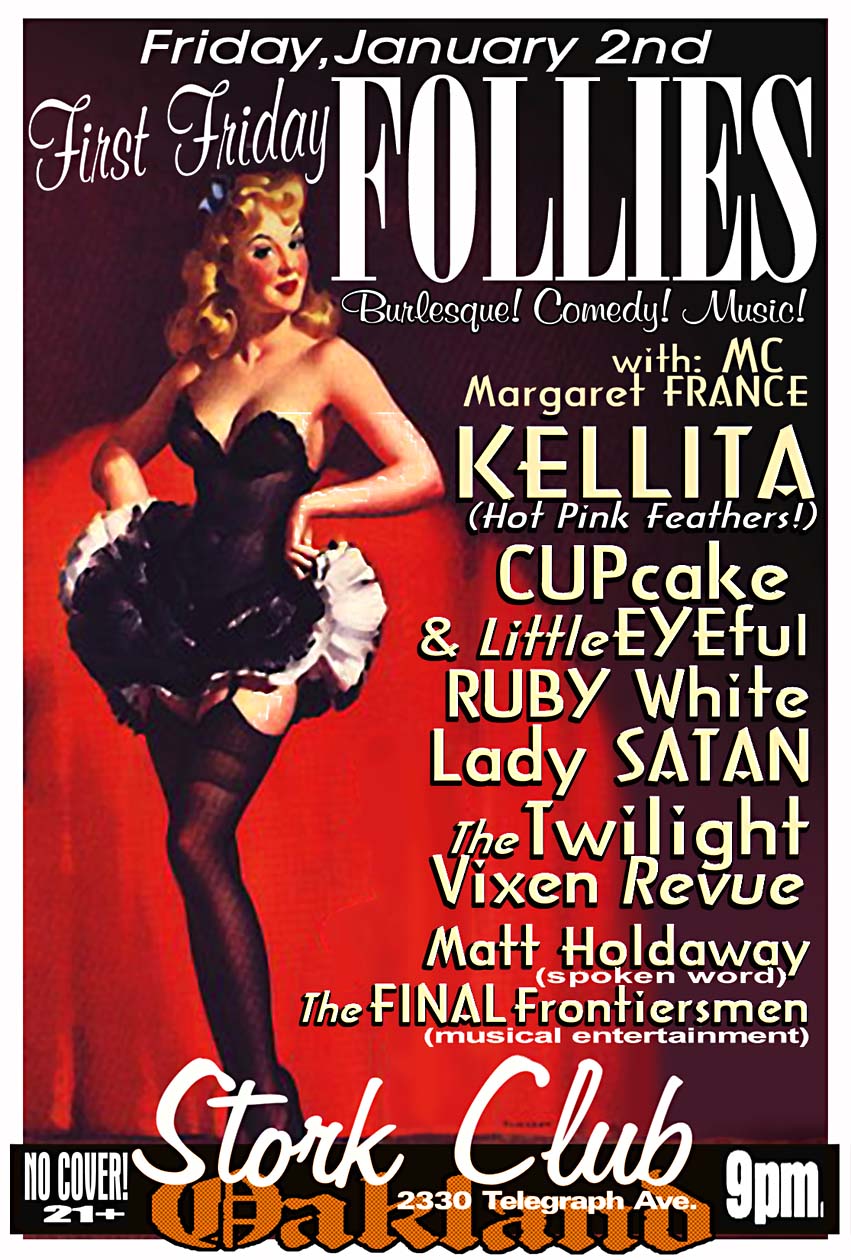 Friday, January 2nd
First Friday
FOLLIES
Burlesque! Comedy! Music!
with: MC
Margaret FRANCE
KELLITA
(Hot Pink Feathers!)
CUPcake
& Little EYEful
RUBY White
Lady SATAN
The Twilight
Vixen Revue
Matt Holdaway
(spoken word)
The FINAL Frontiersmen
(musical entertainment)
Stork Club
NO COVER!
21+
2330 Telegraph Ave.
Oakland
9pm